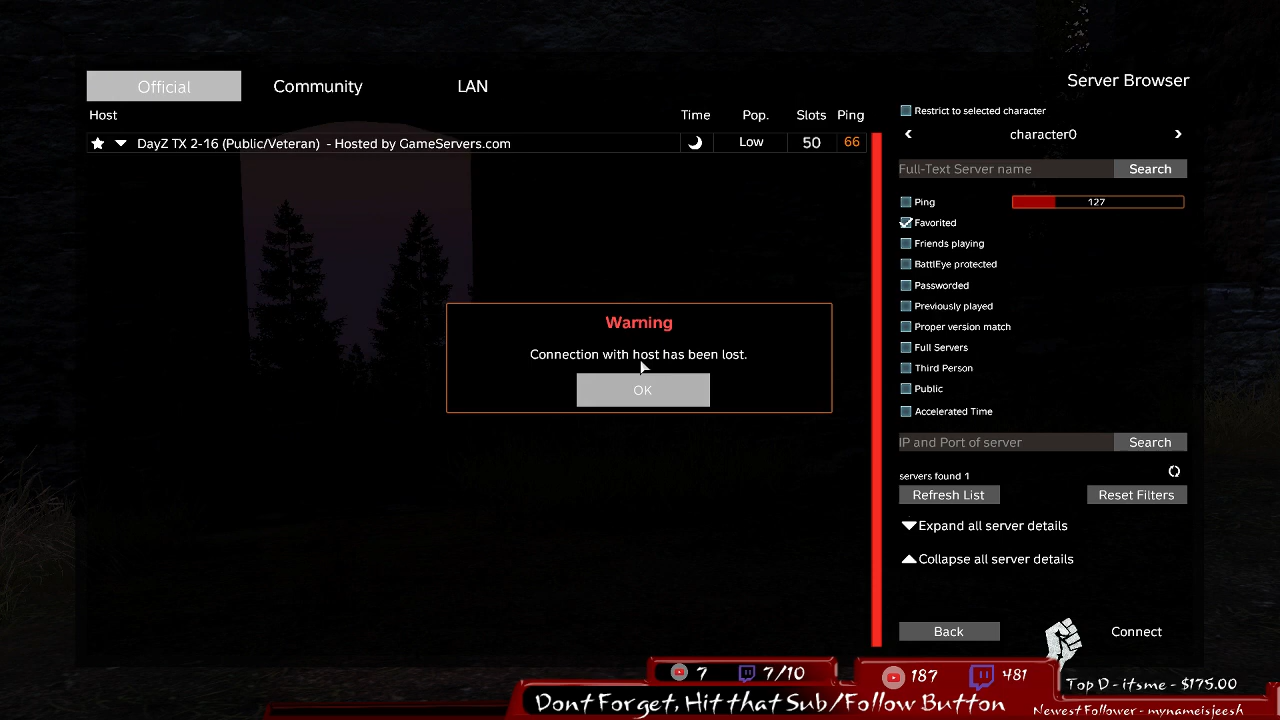 Official Community LAN
Server Browser
Host Time Pop. Slots Ping
DayZ TX 2-16 (Public/Veteran) - Hosted by GameServers.com Low 50 66
Restrict to selected character
character0
Full-Text Server name Search
Ping 127
Favorited
Friends playing
BattlEye protected
Passworded
Previously played
Proper version match
Full Servers
Third Person
Public
Accelerated Time
Warning
Connection with host has been lost.
OK
IP and Port of server Search
servers found 1
Refresh List Reset Filters
Expand all server details
Collapse all server details
Back Connect
7 7/10 187 481
Top D - itsme - $175.00
Dont Forget, Hit that Sub/Follow Button
Newest Follower - mynameisjeesh